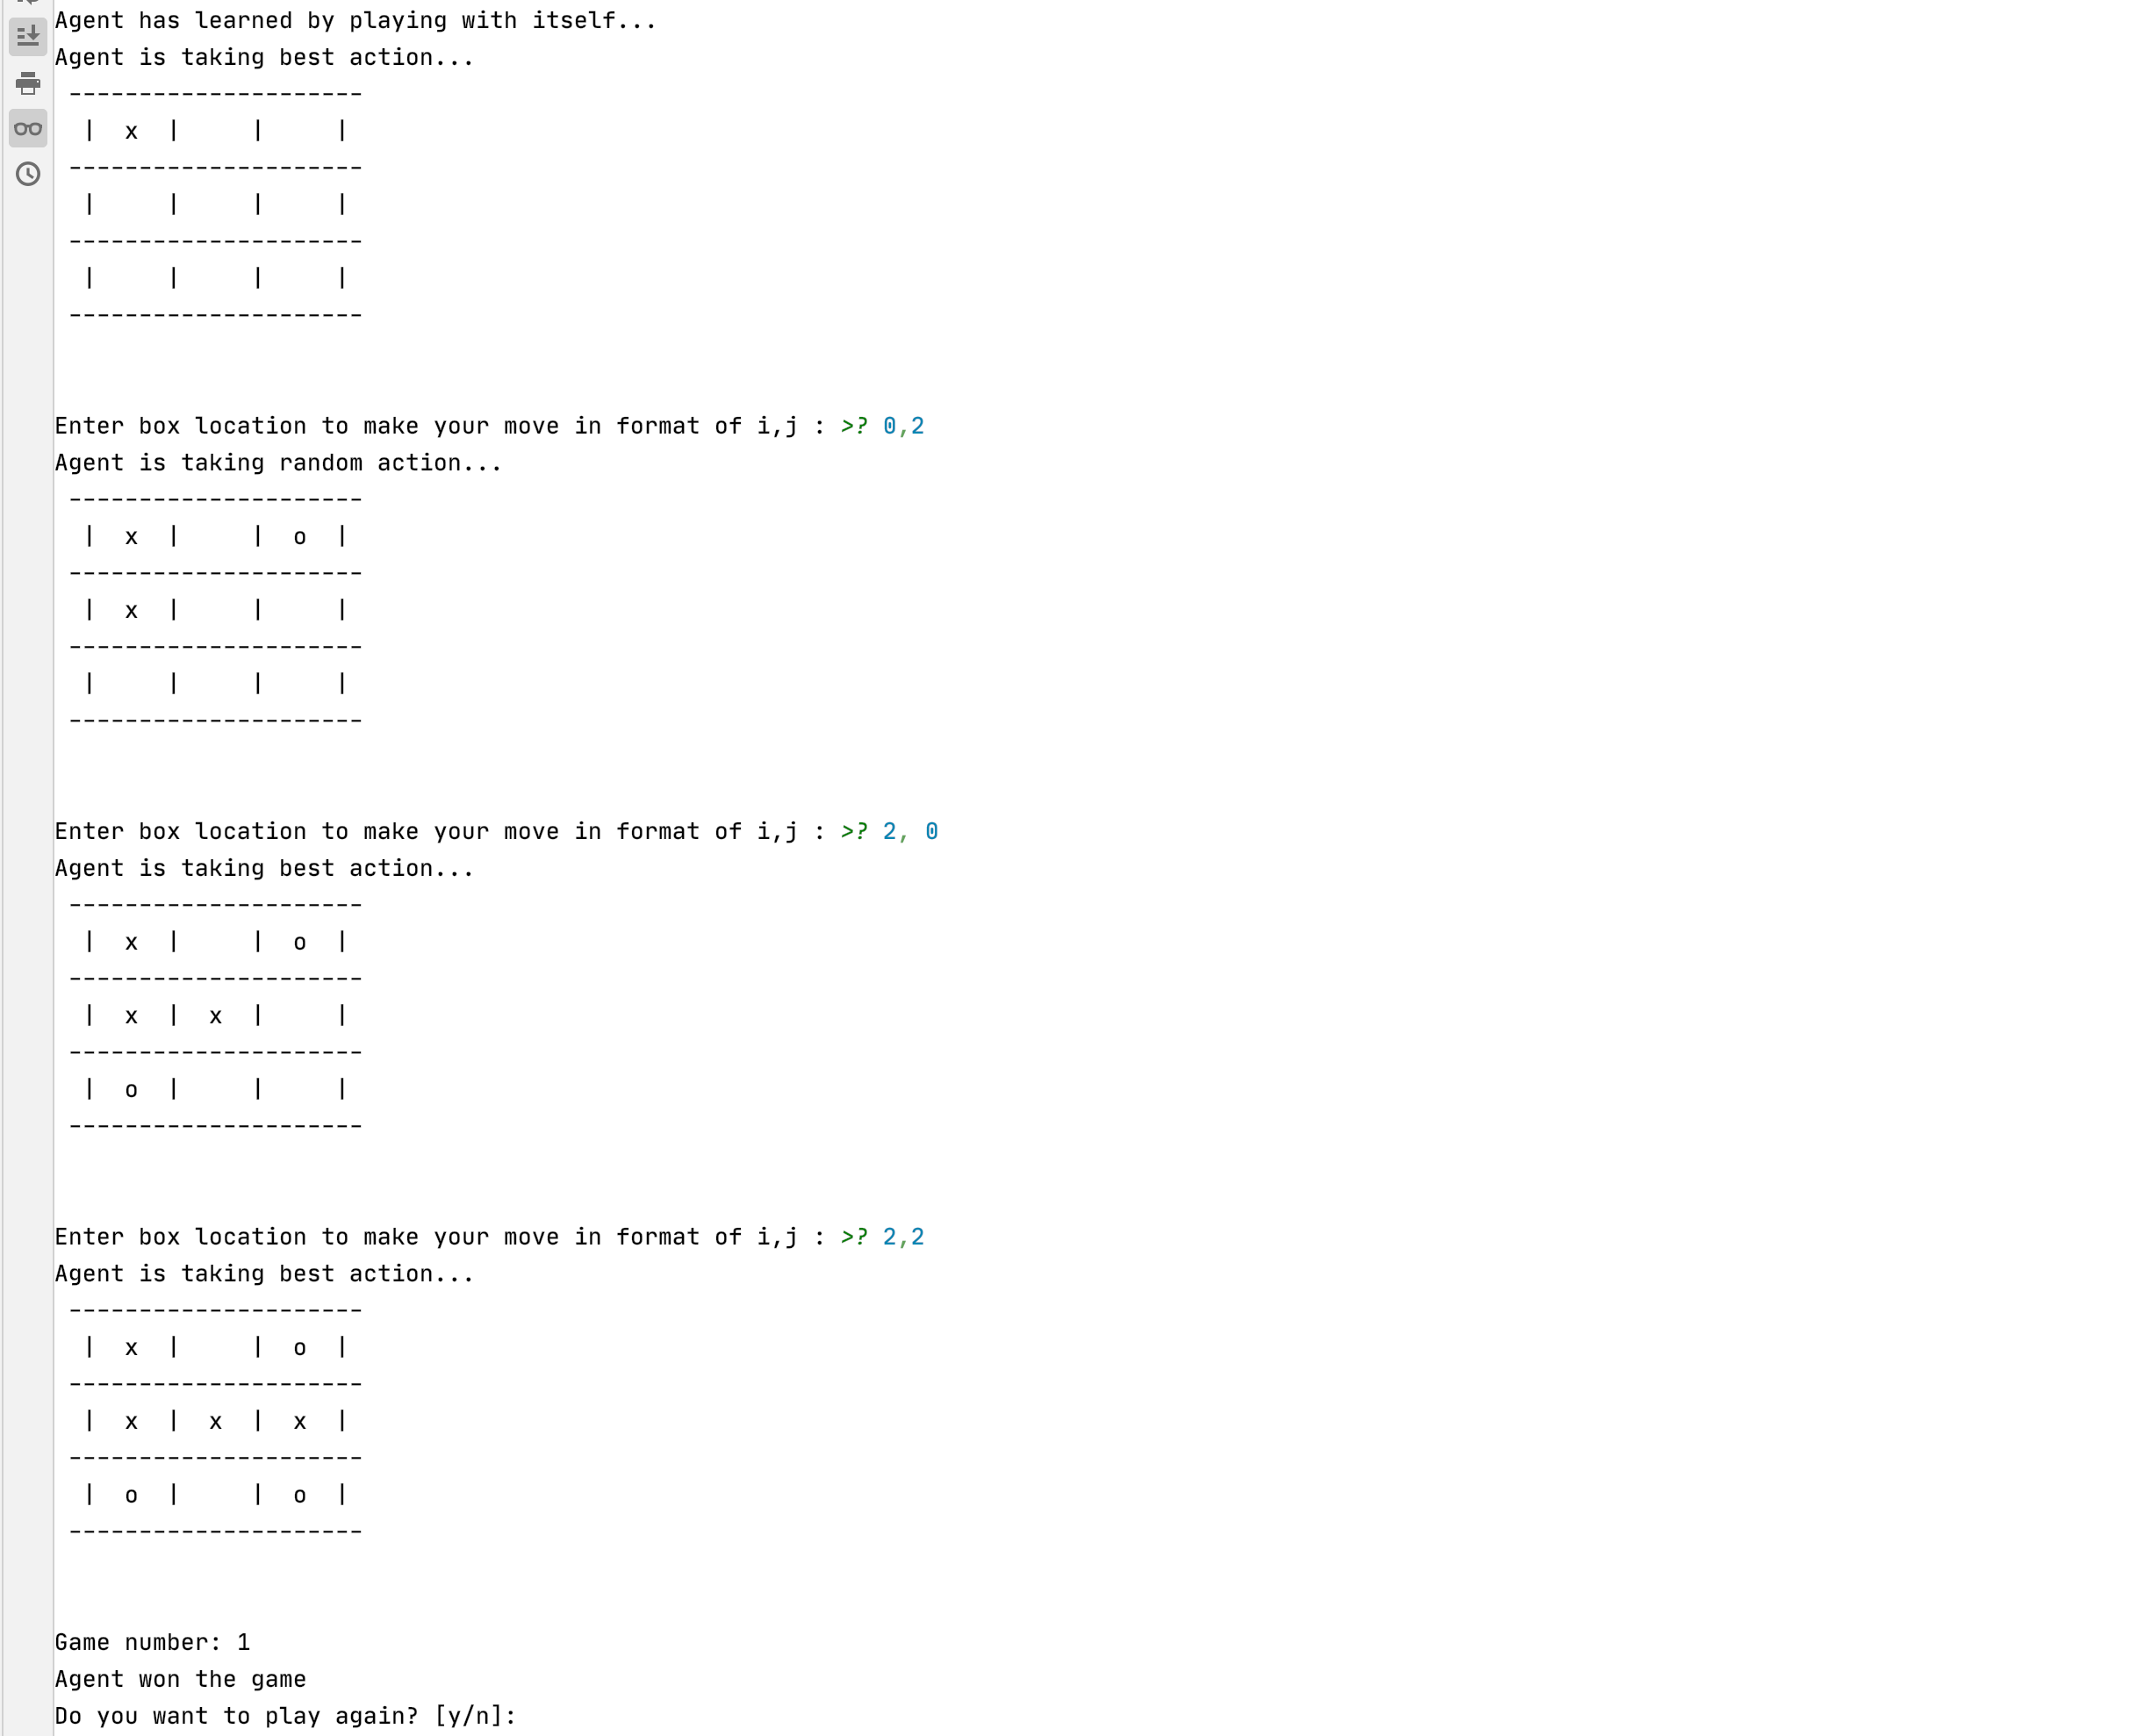 Agent has learned by playing with itself...
Agent is taking best action...
---------------------
| x | | |
---------------------
| | | |
---------------------
| | | |
---------------------
Enter box location to make your move in format of i,j : >? 0,2
Agent is taking random action...
---------------------
| x | | o |
---------------------
| x | | |
---------------------
| | | |
---------------------
Enter box location to make your move in format of i,j : >? 2, 0
Agent is taking best action...
---------------------
| x | | o |
---------------------
| x | x | |
---------------------
| o | | |
---------------------
Enter box location to make your move in format of i,j : >? 2,2
Agent is taking best action...
---------------------
| x | | o |
---------------------
| x | x | x |
---------------------
| o | | o |
---------------------
Game number: 1
Agent won the game
Do you want to play again? [y/n]: